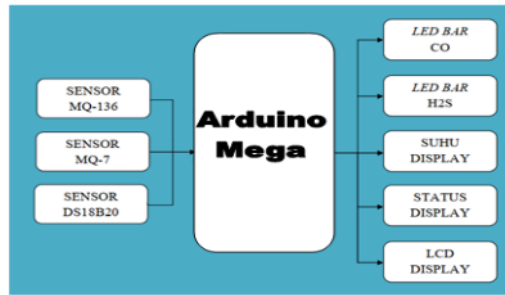 SENSOR
MQ-136
SENSOR
MQ-7
SENSOR
DS18B20
Arduino
Mega
LED BAR
CO
LED BAR
H2S
SUHU
DISPLAY
STATUS
DISPLAY
LCD
DISPLAY